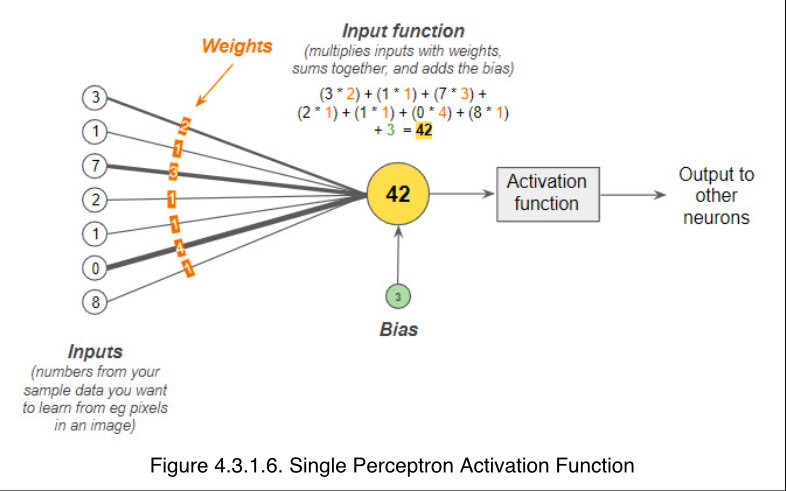 Weights
Input function
(multiplies inputs with weights,
sums together, and adds the bias)
(3 * 2) + (1 * 1) + (7 * 3) +
(2 * 1) + (1 * 1) + (0 * 4) + (8 * 1)
+ 3 = 42
3
1
7
2
1
0
8
2
1
3
1
1
4
1
42
Activation
function
Output to
other
neurons
3
Bias
Inputs
(numbers from your
sample data you want
to learn from eg pixels
in an image)
Figure 4.3.1.6. Single Perceptron Activation Function